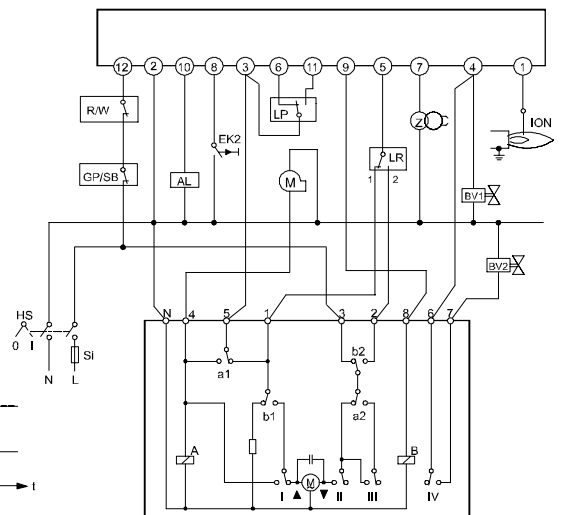 12 2 10 8 3 6 11 9 5 7 4 1
R/W
LP
Z
ION
EK2
LR
GP/SB
AL
M
1 2
BV1
BV2
HS
0 I
Si
N L
N 4 5 1 3 2 8 6 7
a1
b2
b1
a2
A
B
I
M
II
III
IV
t